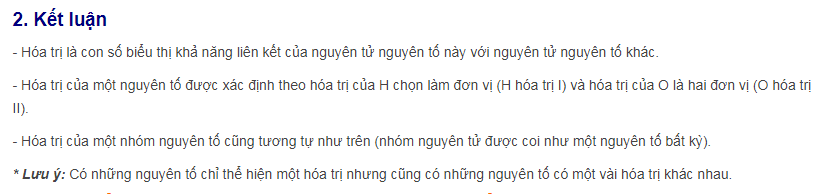 2. Kết luận
- Hóa trị là con số biểu thị khả năng liên kết của nguyên tử nguyên tố này với nguyên tử nguyên tố khác.
- Hóa trị của một nguyên tố được xác định theo hóa trị của H chọn làm đơn vị (H hóa trị I) và hóa trị của O là hai đơn vị (O hóa trị
II).
- Hóa trị của một nhóm nguyên tố cũng tương tự như trên (nhóm nguyên tử được coi như một nguyên tố bất kỳ).
* Lưu ý: Có những nguyên tố chỉ thể hiện một hóa trị nhưng cũng có những nguyên tố có một vài hóa trị khác nhau.